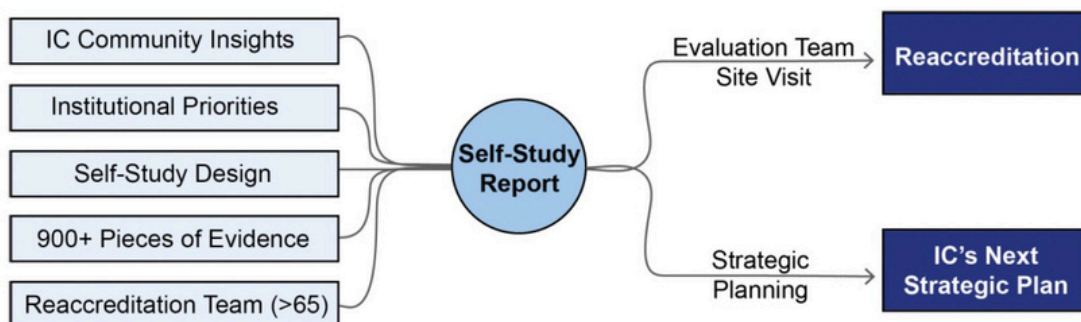 IC Community Insights
Institutional Priorities
Self-Study Design
900+ Pieces of Evidence
Reaccreditation Team (>65)
Self-Study
Report
Evaluation Team
Site Visit
Reaccreditation
Strategic
Planning
IC's Next
Strategic Plan